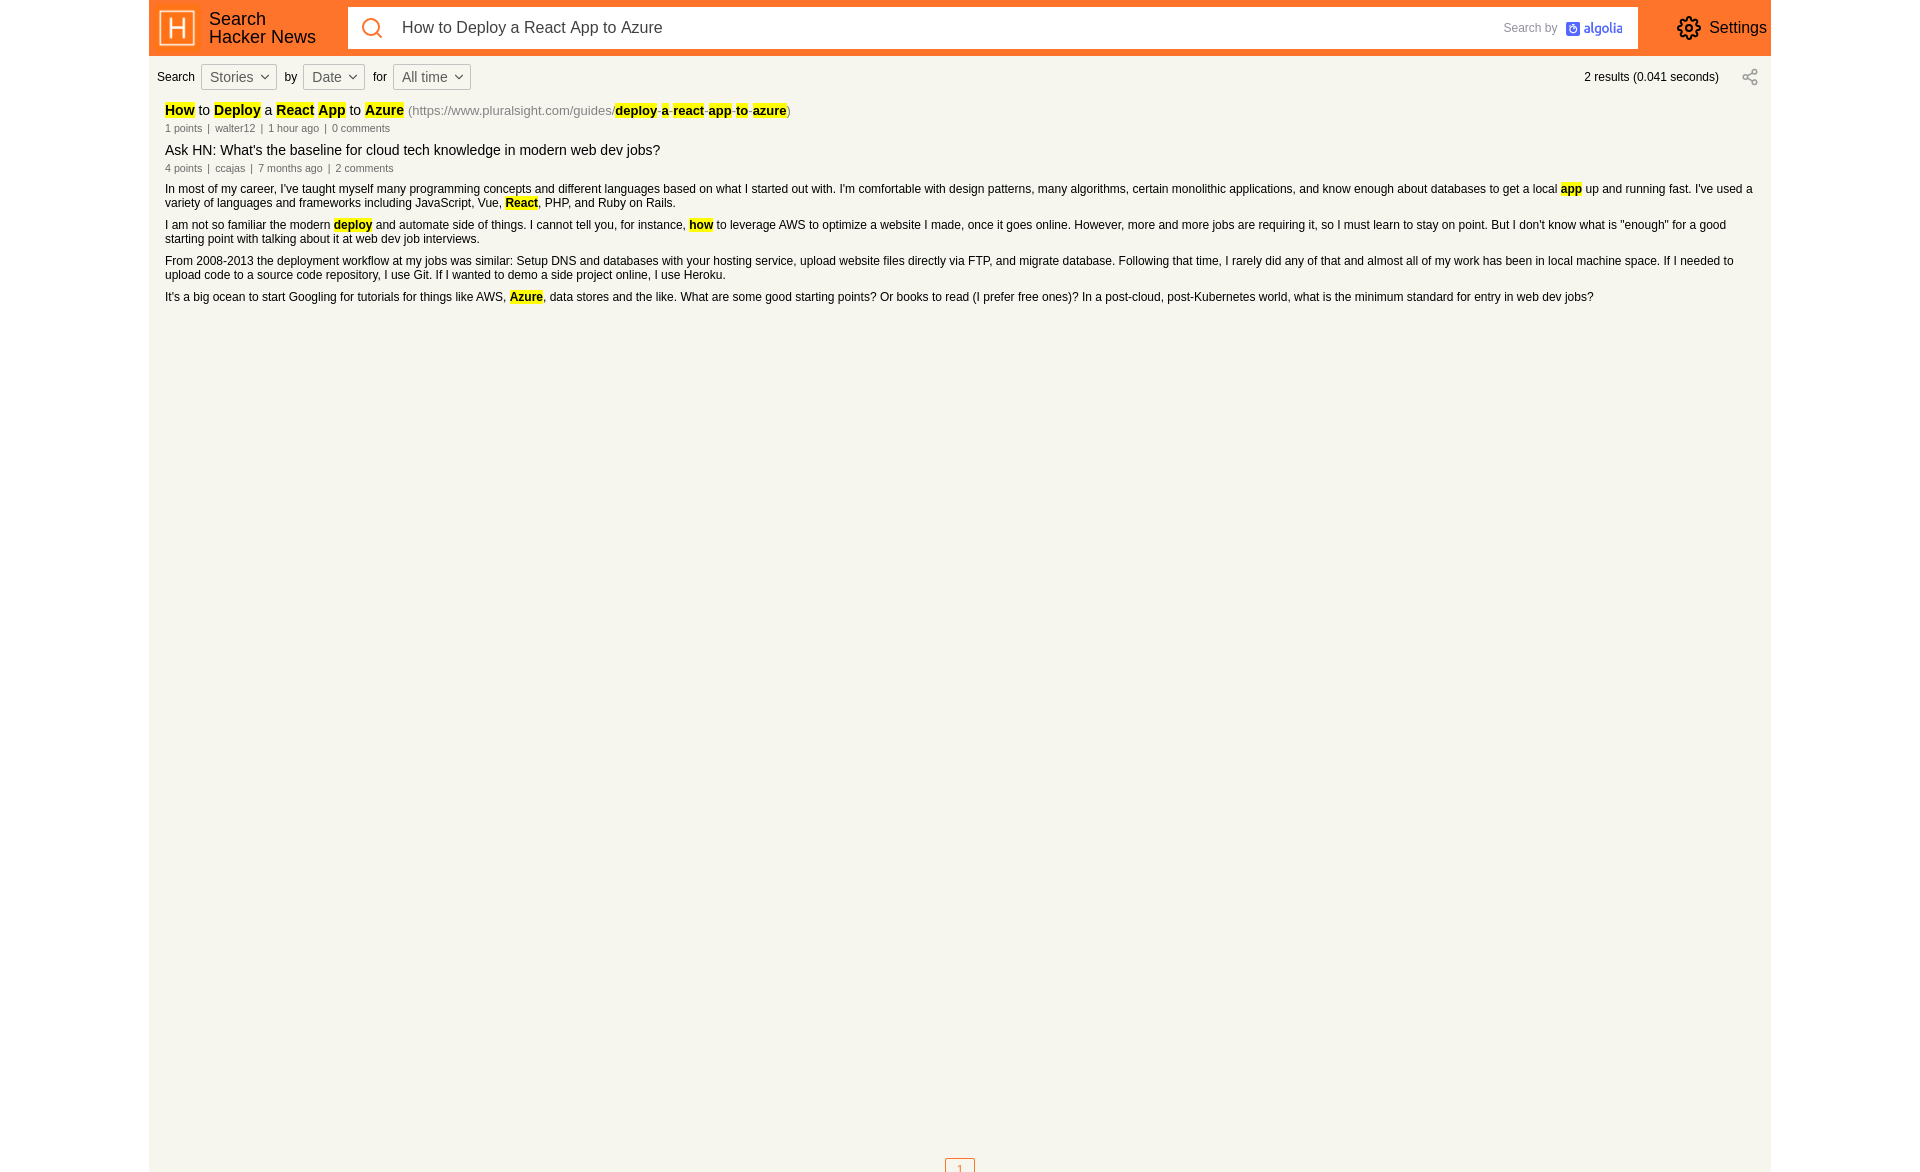 Search
Hacker News
How to Deploy a React App to Azure
Search by algolia
Settings
Search Stories by Date for All time
2 results (0.041 seconds)
How to Deploy a React App to Azure (https://www.pluralsight.com/guides/deploy-a-react-app-to-azure)
1 points | walter12 | 1 hour ago | 0 comments
Ask HN: What's the baseline for cloud tech knowledge in modern web dev jobs?
4 points | ccajas | 7 months ago | 2 comments
In most of my career, I've taught myself many programming concepts and different languages based on what I started out with. I'm comfortable with design patterns, many algorithms, certain monolithic applications, and know enough about databases to get a local app up and running fast. I've used a
variety of languages and frameworks including JavaScript, Vue, React, PHP, and Ruby on Rails.
I am not so familiar the modern deploy and automate side of things. I cannot tell you, for instance, how to leverage AWS to optimize a website I made, once it goes online. However, more and more jobs are requiring it, so I must learn to stay on point. But I don't know what is "enough" for a good
starting point with talking about it at web dev job interviews.
From 2008-2013 the deployment workflow at my jobs was similar: Setup DNS and databases with your hosting service, upload website files directly via FTP, and migrate database. Following that time, I rarely did any of that and almost all of my work has been in local machine space. If I needed to
upload code to a source code repository, I use Git. If I wanted to demo a side project online, I use Heroku.
It's a big ocean to start Googling for tutorials for things like AWS, Azure, data stores and the like. What are some good starting points? Or books to read (I prefer free ones)? In a post-cloud, post-Kubernetes world, what is the minimum standard for entry in web dev jobs?
1